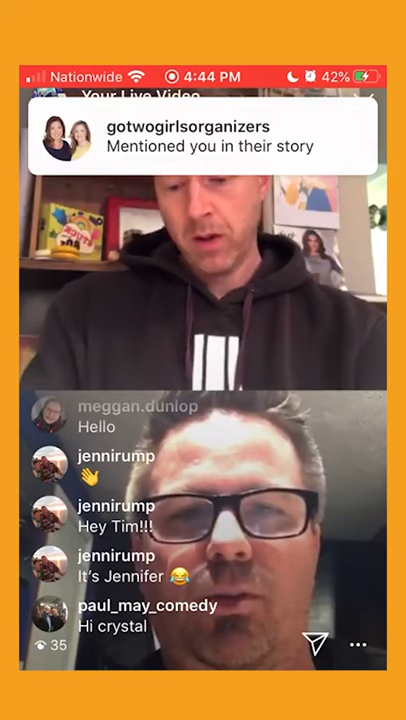 Nationwide 4:44 PM 42%
Your Live Video
gotwogirlsorganizers
Mentioned you in their story
meggan.dunlop
Hello
jennirump
👋
jennirump
Hey Tim!!!
jennirump
It's Jennifer 😂
paul_may_comedy
Hi crystal
35